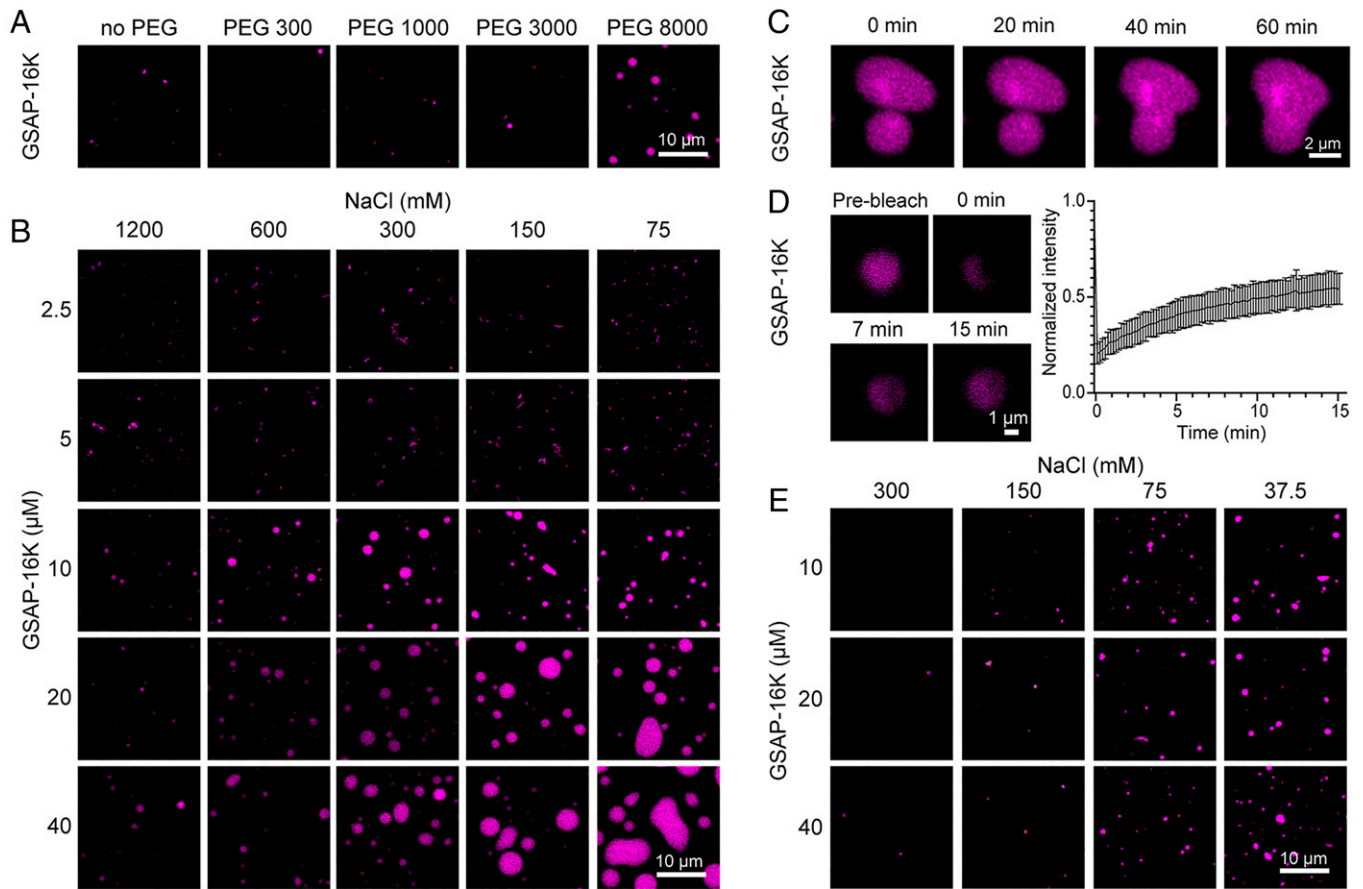 A
no PEG PEG 300 PEG 1000 PEG 3000 PEG 8000
GSAP-16K
10 µm
B
NaCl (mM)
1200 600 300 150 75
GSAP-16K (µM)
2.5
5
10
20
40
10 µm
C
0 min 20 min 40 min 60 min
GSAP-16K
2 µm
D
GSAP-16K
Pre-bleach 0 min
7 min 15 min
1 µm
Normalized intensity
1.0
0.5
0.0
0 5 10 15
Time (min)
E
NaCl (mM)
300 150 75 37.5
GSAP-16K (µM)
10
20
40
10 µm